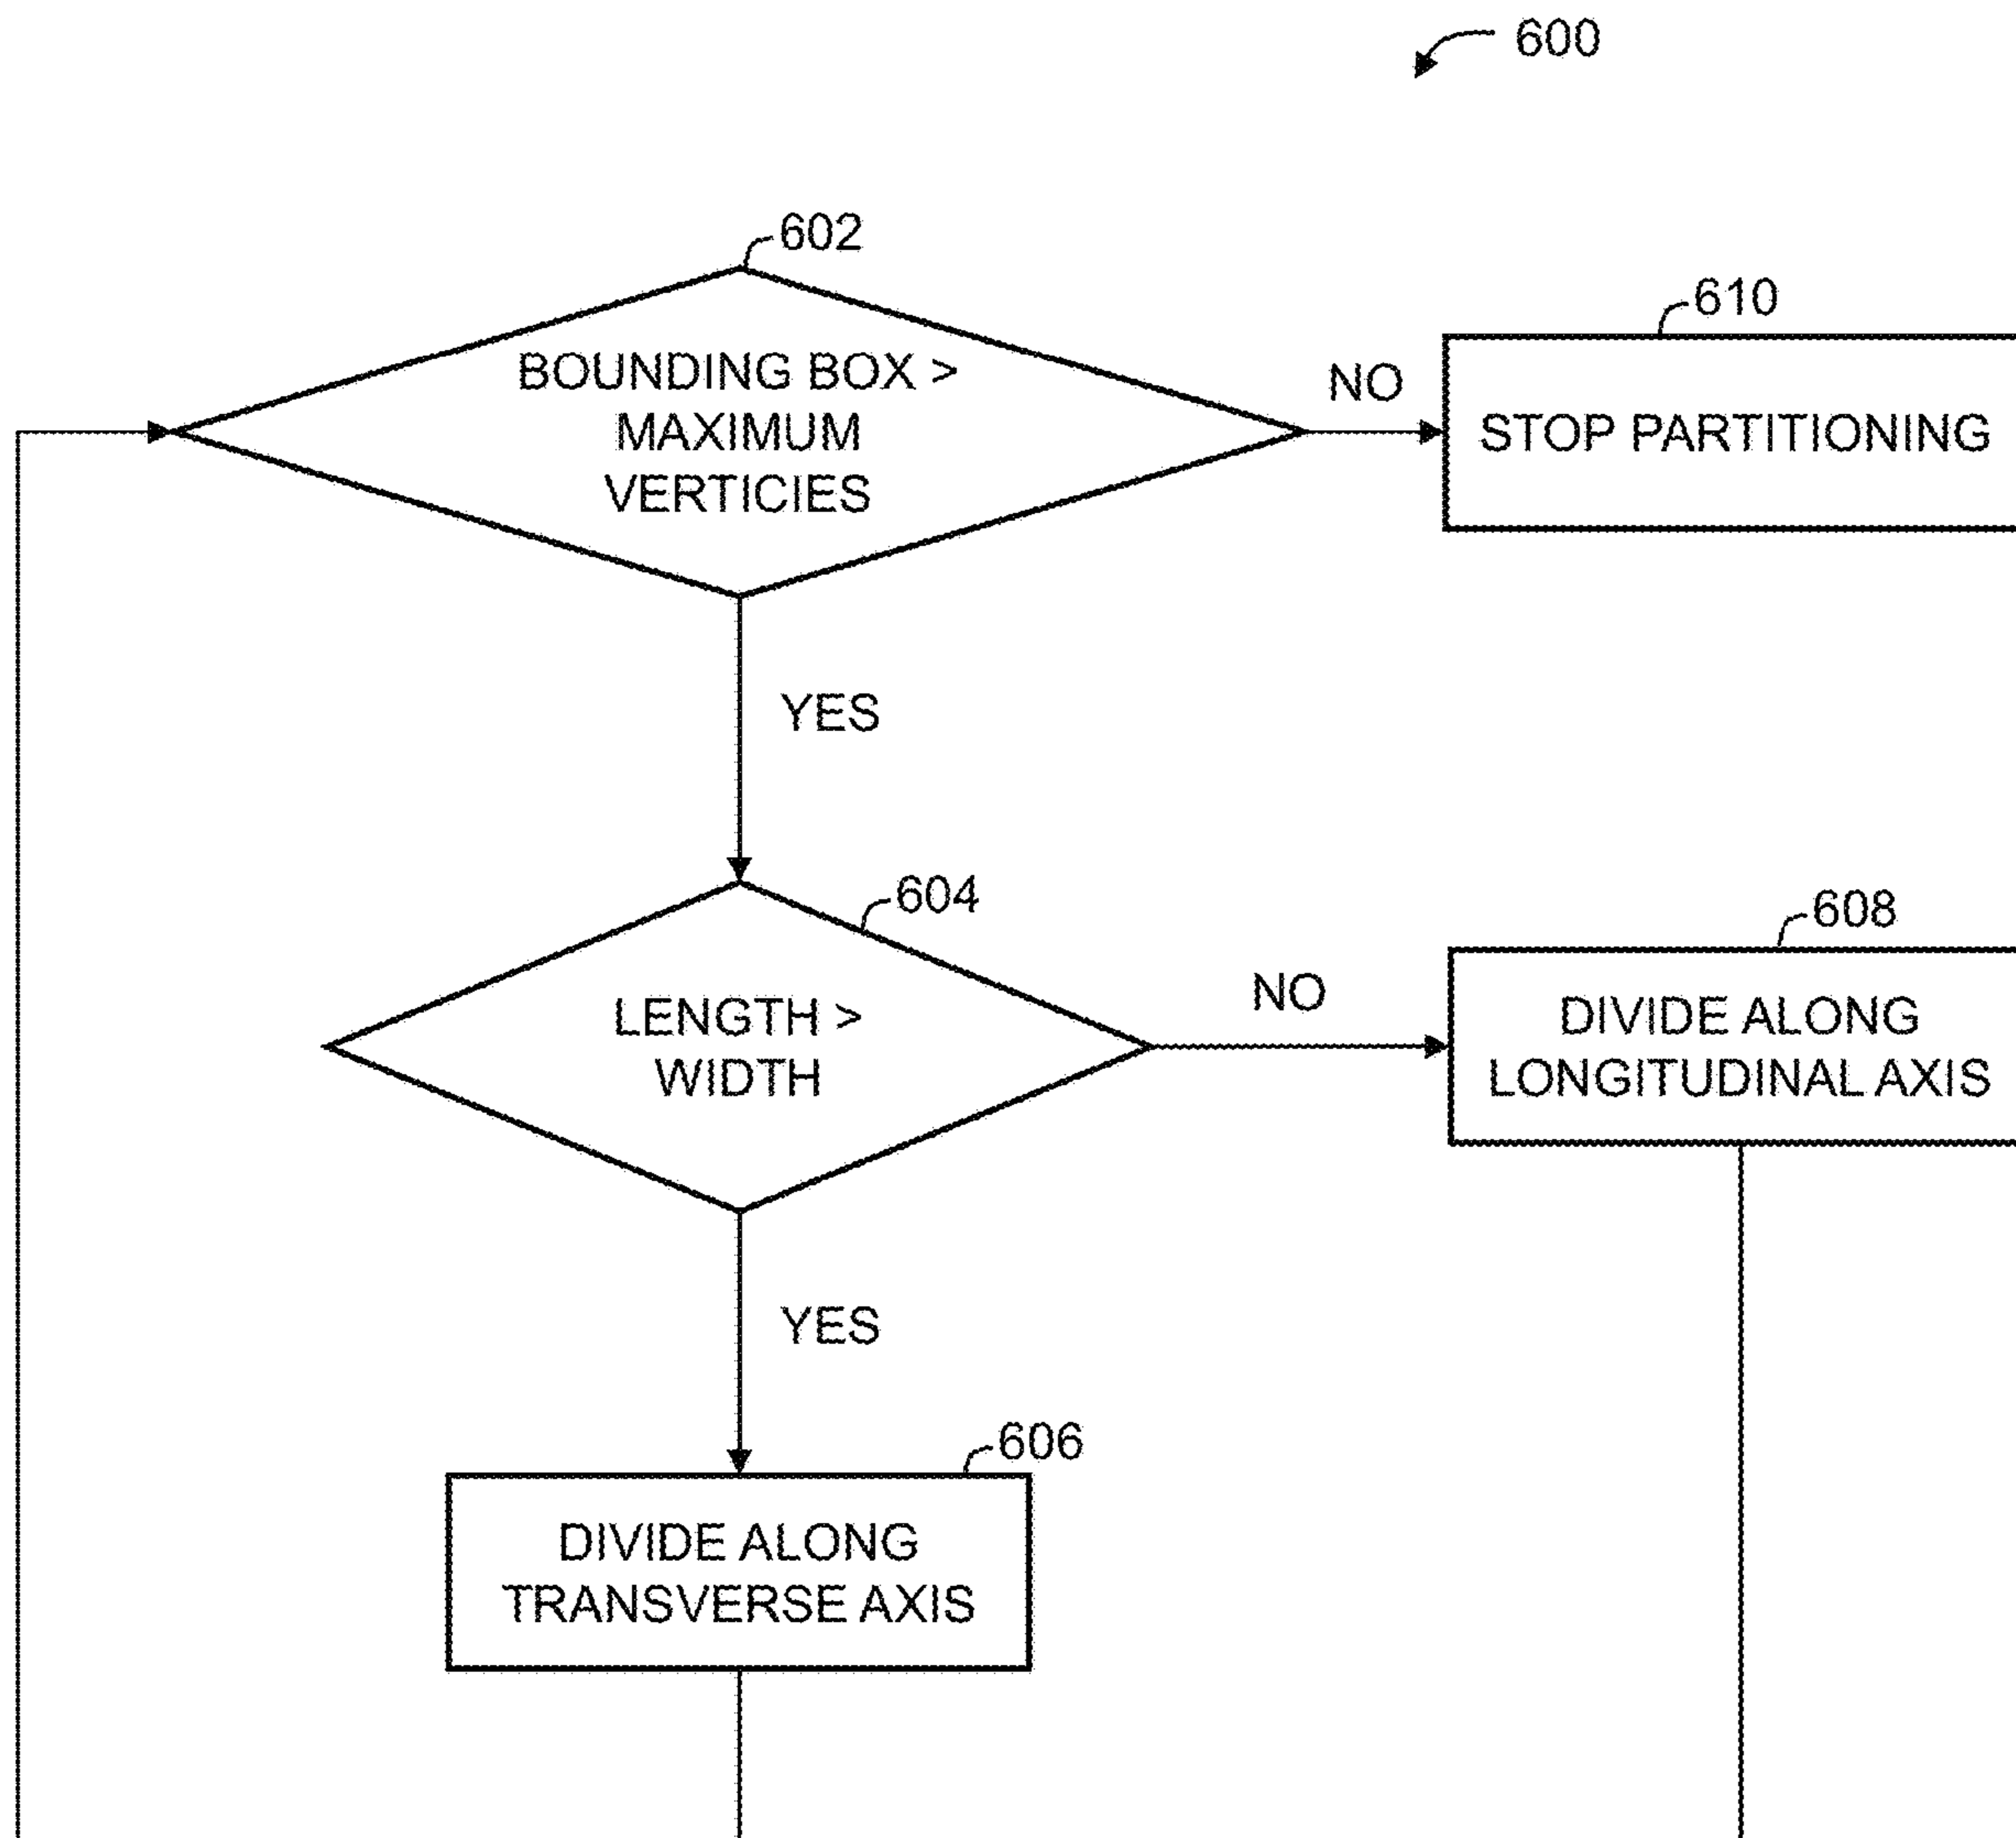 600
602
BOUNDING BOX >
MAXIMUM
VERTICIES
NO
610
STOP PARTITIONING
YES
604
LENGTH >
WIDTH
NO
608
DIVIDE ALONG
LONGITUDINAL AXIS
YES
606
DIVIDE ALONG
TRANSVERSE AXIS